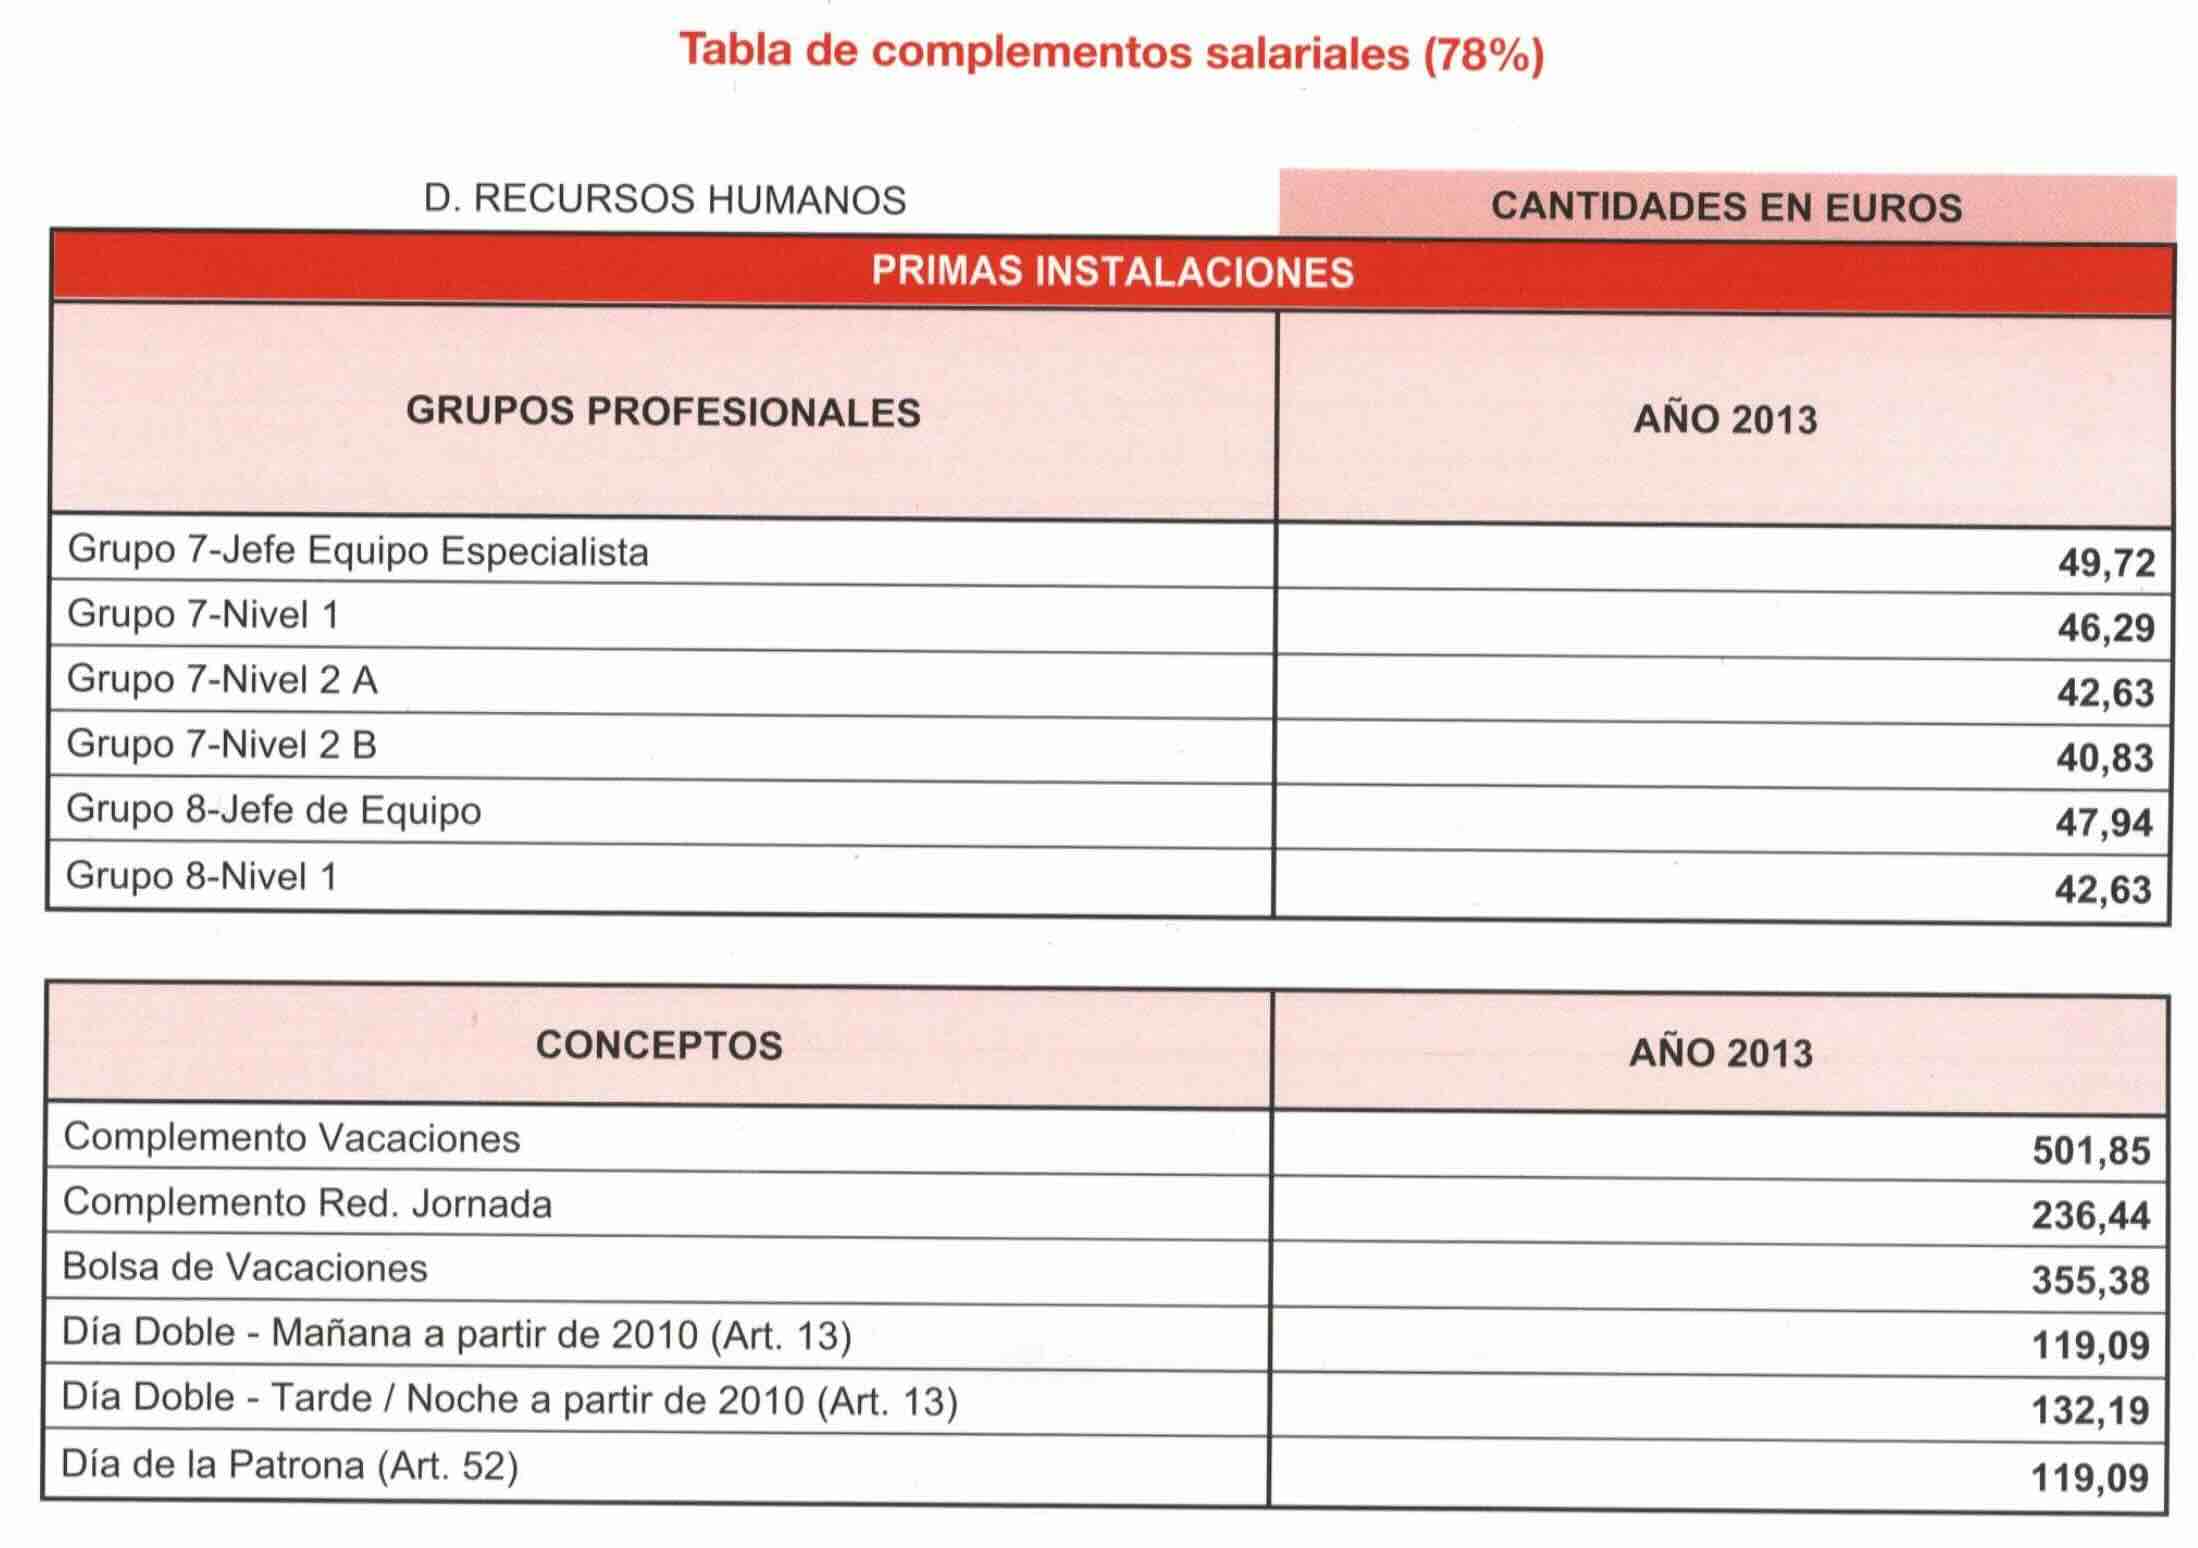 Tabla de complementos salariales (78%)
D. RECURSOS HUMANOS CANTIDADES EN EUROS
PRIMAS INSTALACIONES
GRUPOS PROFESIONALES AÑO 2013
Grupo 7-Jefe Equipo Especialista 49,72
Grupo 7-Nivel 1 46,29
Grupo 7-Nivel 2 A 42,63
Grupo 7-Nivel 2 B 40,83
Grupo 8-Jefe de Equipo 47,94
Grupo 8-Nivel 1 42,63
CONCEPTOS AÑO 2013
Complemento Vacaciones 501,85
Complemento Red. Jornada 236,44
Bolsa de Vacaciones 355,38
Día Doble - Mañana a partir de 2010 (Art. 13) 119,09
Día Doble - Tarde / Noche a partir de 2010 (Art. 13) 132,19
Día de la Patrona (Art. 52) 119,09